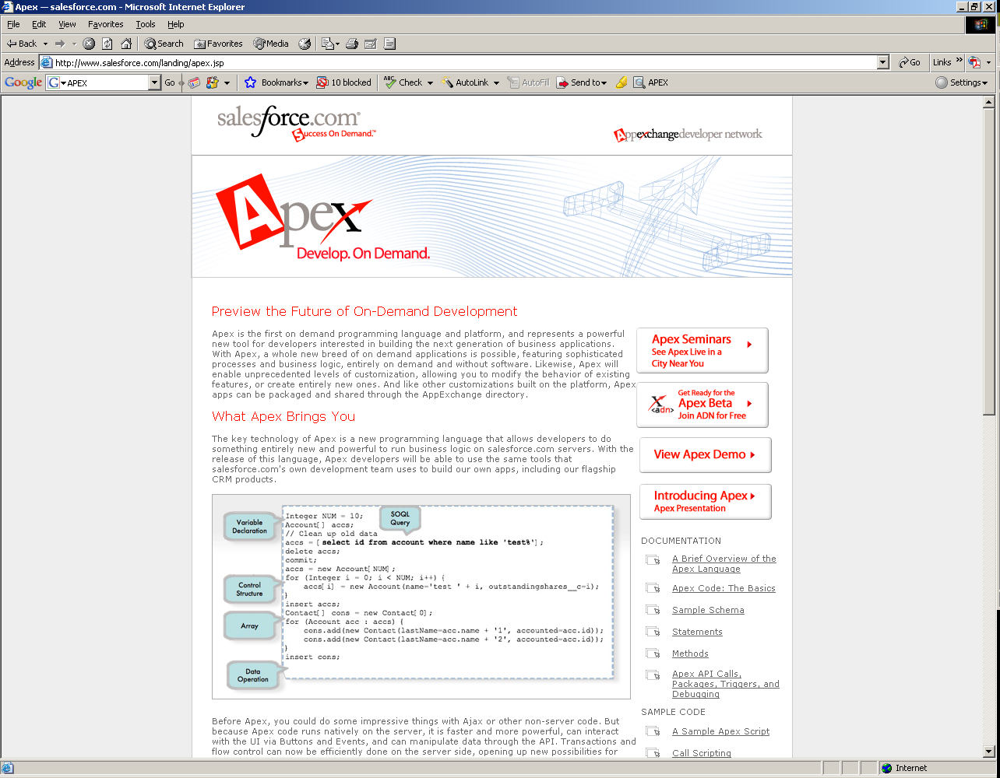 Apex — salesforce.com - Microsoft Internet Explorer
File Edit View Favorites Tools Help
Back Search Favorites Media
Address http://www.salesforce.com/landing/apex.jsp Go Links »
Google G APEX Go Bookmarks 10 blocked ABC Check AutoLink AutoFill Send to APEX Settings
salesforce.com®
Success On Demand.™
Appexchange developer network
Apex
Develop. On Demand.
Preview the Future of On-Demand Development
Apex is the first on demand programming language and platform, and represents a powerful
new tool for developers interested in building the next generation of business applications.
With Apex, a whole new breed of on demand applications is possible, featuring sophisticated
processes and business logic, entirely on demand and without software. Likewise, Apex will
enable unprecedented levels of customization, allowing you to modify the behavior of existing
features, or create entirely new ones. And like other customizations built on the platform, Apex
apps can be packaged and shared through the AppExchange directory.
What Apex Brings You
The key technology of Apex is a new programming language that allows developers to do
something entirely new and powerful to run business logic on salesforce.com servers. With the
release of this language, Apex developers will be able to use the same tools that
salesforce.com's own development team uses to build our own apps, including our flagship
CRM products.
Variable
Declaration
SOQL
Query
Control
Structure
Array
Data
Operation
Integer NUM = 10;
Account[] accs;
// Clean up old data
accs = [select id from account where name like 'test%'];
delete accs;
commit;
accs = new Account[NUM];
for (Integer i = 0; i < NUM; i++) {
accs[i] = new Account(name='test ' + i, outstandingshares__c=i);
}
insert accs;
Contact[] cons = new Contact[0];
for (Account acc : accs) {
cons.add(new Contact(lastName=acc.name + '1', accounted=acc.id));
cons.add(new Contact(lastName=acc.name + '2', accounted=acc.id));
}
insert cons;
Before Apex, you could do some impressive things with Ajax or other non-server code. But
because Apex code runs natively on the server, it is faster and more powerful, can interact
with the UI via Buttons and Events, and can manipulate data through the API. Transactions and
flow control can now be efficiently done on the server side, opening up new possibilities for
Apex Seminars
See Apex Live in a
City Near You
<adn>
Get Ready for the
Apex Beta
Join ADN for Free
View Apex Demo
Introducing Apex
Apex Presentation
DOCUMENTATION
A Brief Overview of the
Apex Language
Apex Code: The Basics
Sample Schema
Statements
Methods
Apex API Calls,
Packages, Triggers, and
Debugging
SAMPLE CODE
A Sample Apex Script
Call Scripting
Internet